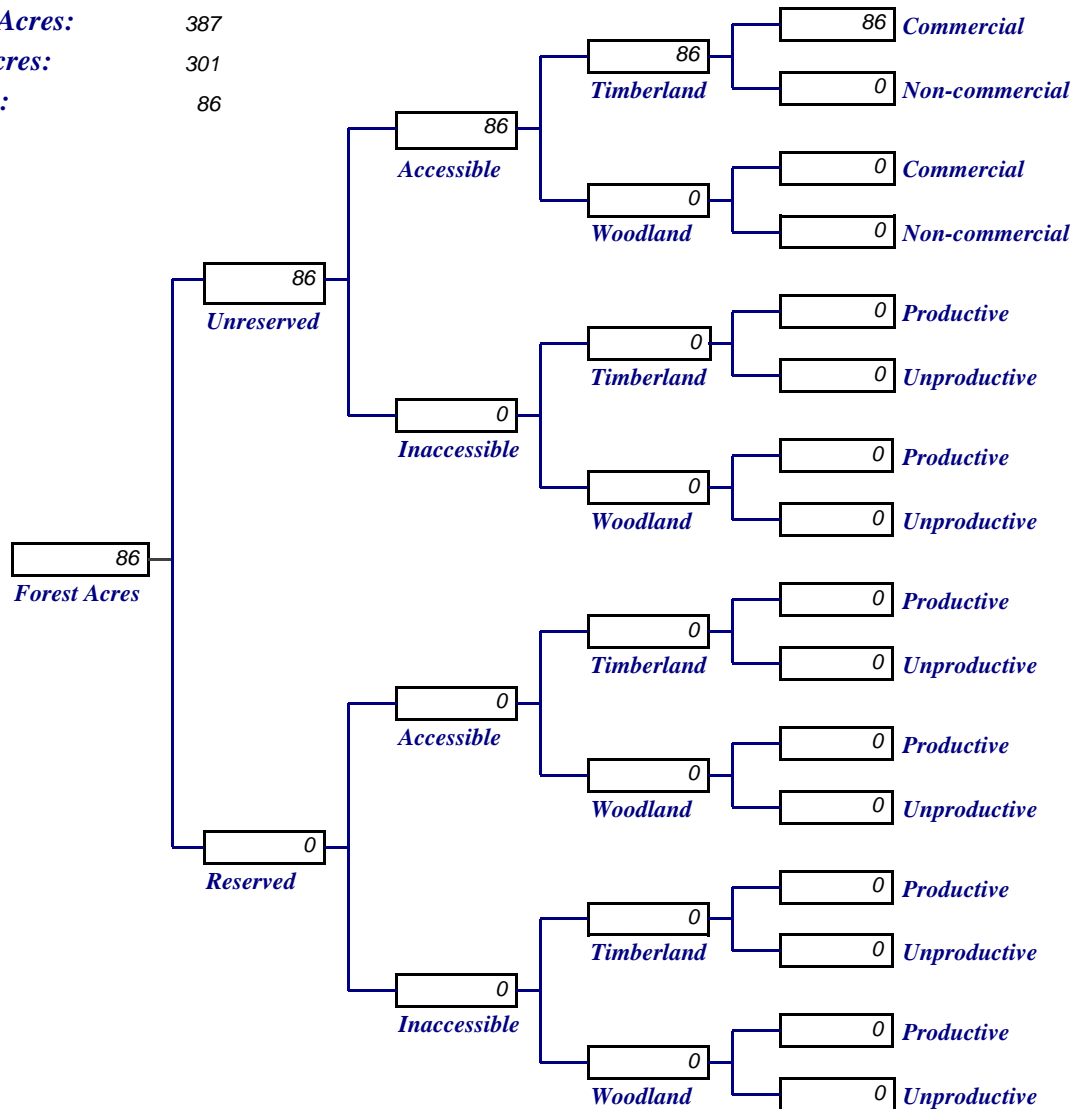 Acres: 387
cres: 301
: 86
86 Commercial
86
Timberland
0 Non-commercial
86
Accessible
0 Commercial
0
Woodland
0 Non-commercial
86
Unreserved
0 Productive
0
Timberland
0 Unproductive
0
Inaccessible
0 Productive
0
Woodland
0 Unproductive
86
Forest Acres
0 Productive
0
Timberland
0 Unproductive
0
Accessible
0 Productive
0
Woodland
0 Unproductive
0
Reserved
0 Productive
0
Timberland
0 Unproductive
0
Inaccessible
0 Productive
0
Woodland
0 Unproductive